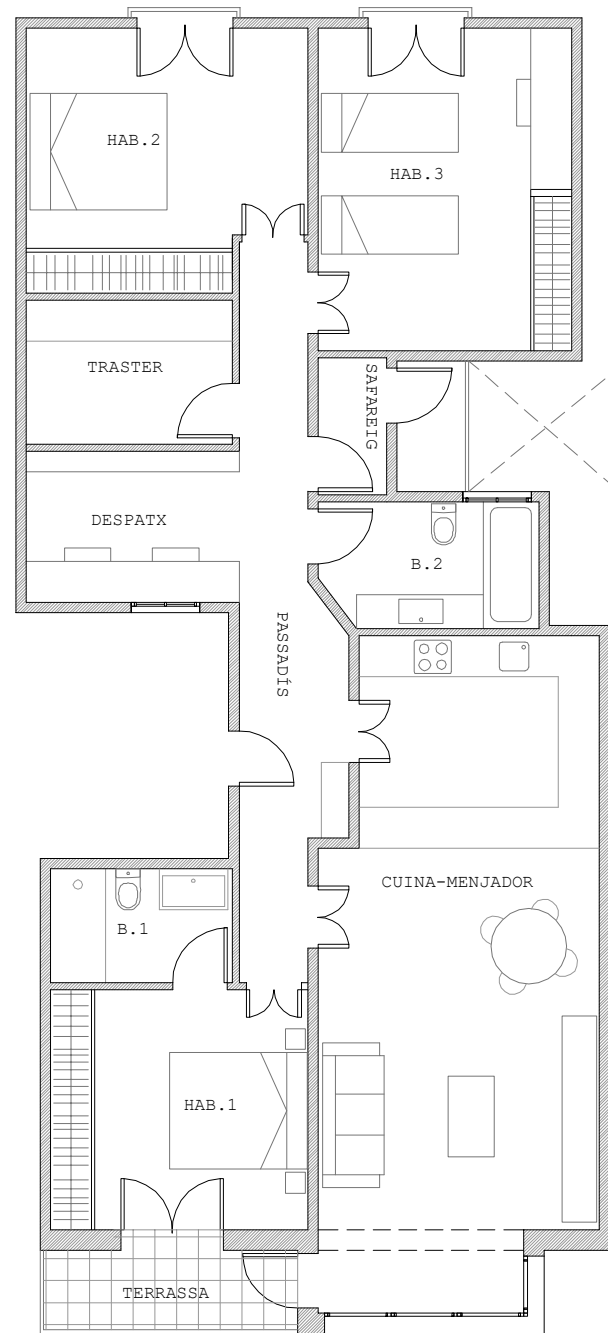 HAB.2
HAB.3
TRASTER
SAFAREIG
DESPATX
B.2
PASSADÍS
CUINA-MENJADOR
B.1
HAB.1
TERRASSA